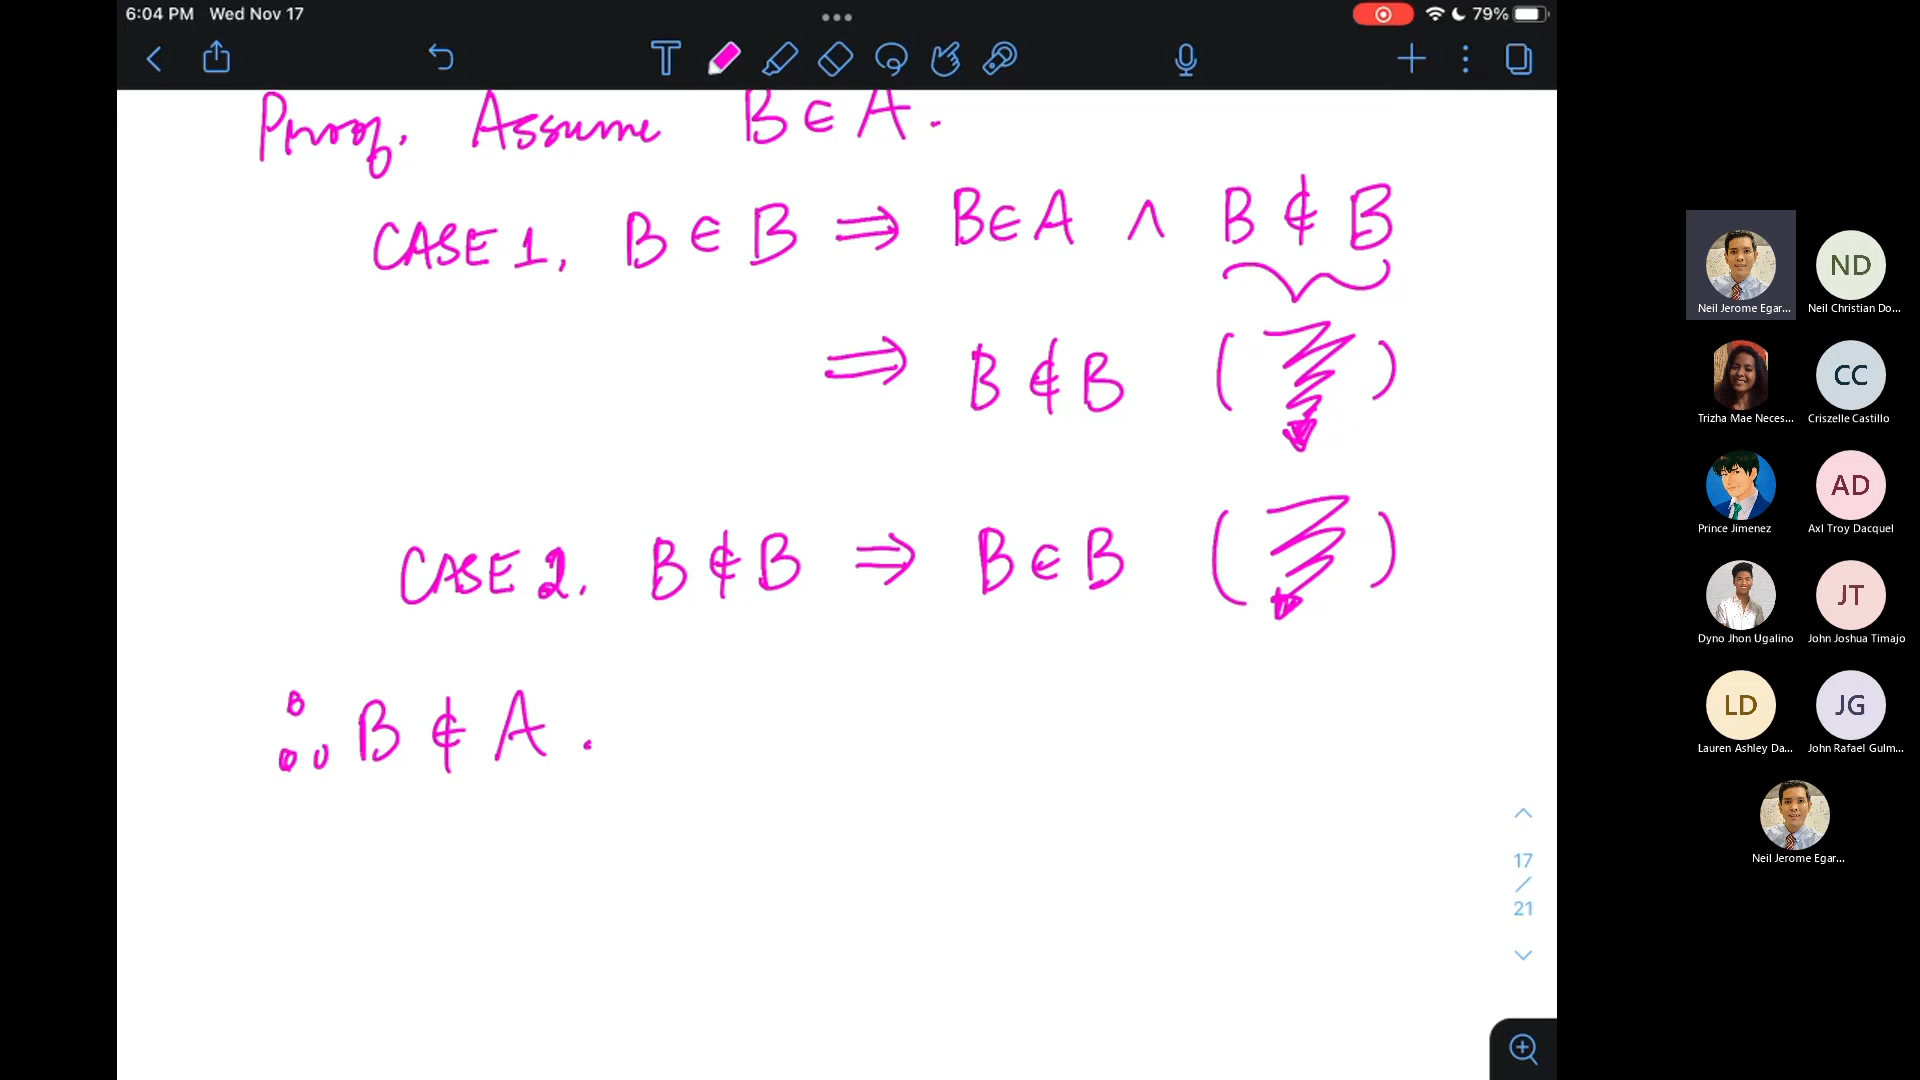 6:04 PM Wed Nov 17
79%
Proof. Assume B ∈ A.
CASE 1. B ∈ B ⇒ B ∈ A ∧ B ∉ B
⇒ B ∉ B ( )
CASE 2. B ∉ B ⇒ B ∈ B ( )
∴ B ∉ A.
17
/
21
Neil Jerome Egar...
ND
Neil Christian Do...
Trizha Mae Neces...
CC
Criszelle Castillo
Prince Jimenez
AD
Axl Troy Dacquel
Dyno Jhon Ugalino
JT
John Joshua Timajo
LD
Lauren Ashley Da...
JG
John Rafael Gulm...
Neil Jerome Egar...